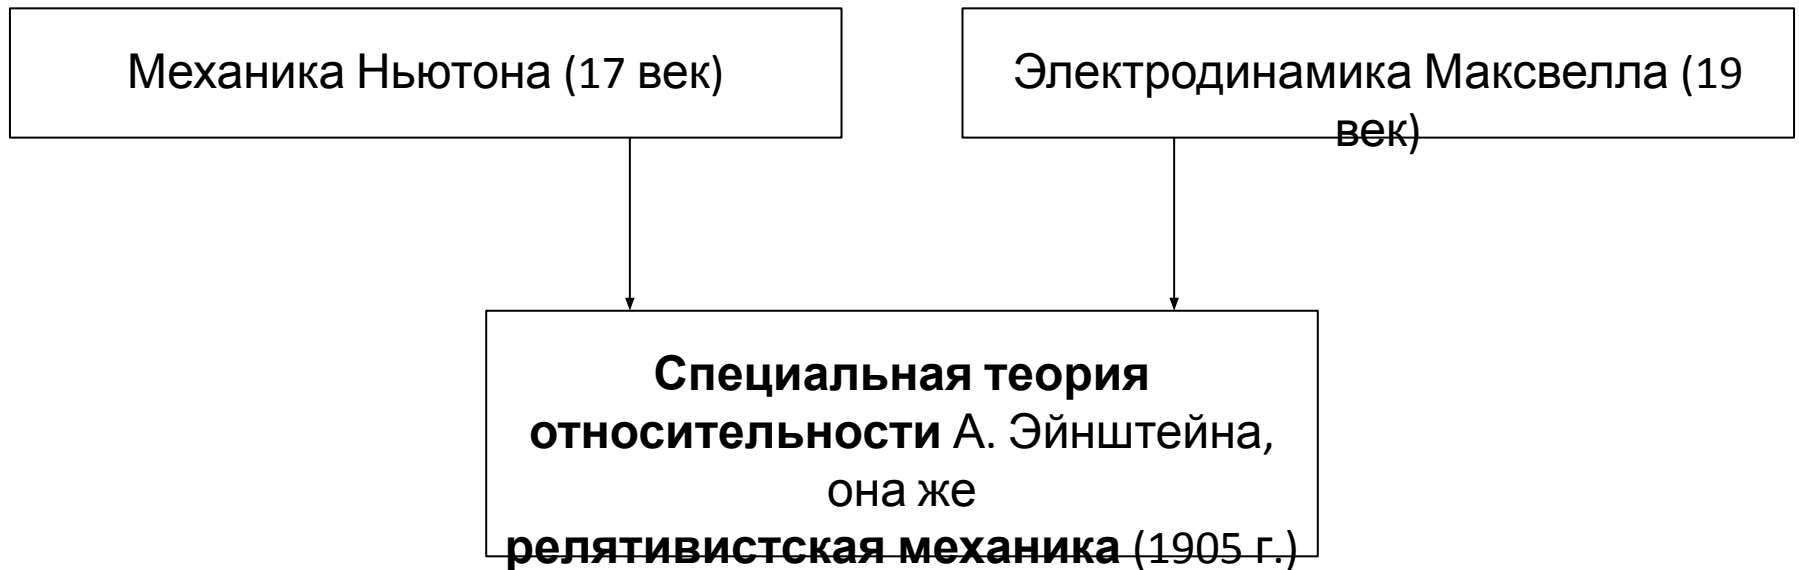 Механика Ньютона (17 век)
Электродинамика Максвелла (19
век)
Специальная теория
относительности А. Эйнштейна,
она же
релятивистская механика (1905 г.)